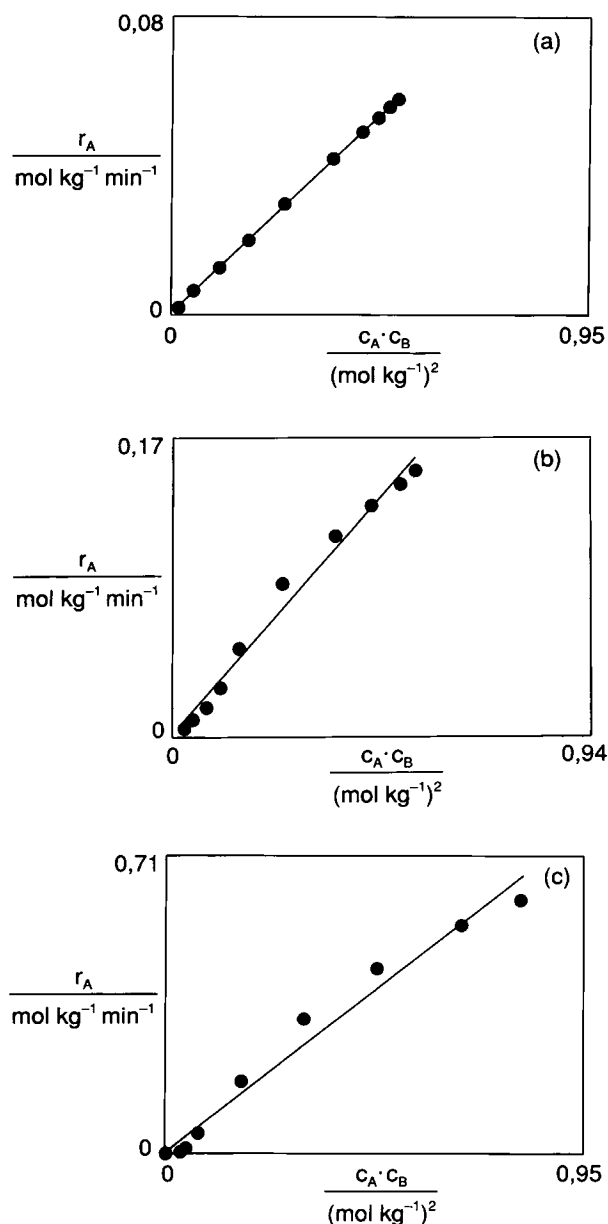 0,08
(a)
r_A
mol kg⁻¹ min⁻¹
0
0
0,95
c_A · c_B
(mol kg⁻¹)²
0,17
(b)
r_A
mol kg⁻¹ min⁻¹
0
0
0,94
c_A · c_B
(mol kg⁻¹)²
0,71
(c)
r_A
mol kg⁻¹ min⁻¹
0
0
0,95
c_A · c_B
(mol kg⁻¹)²